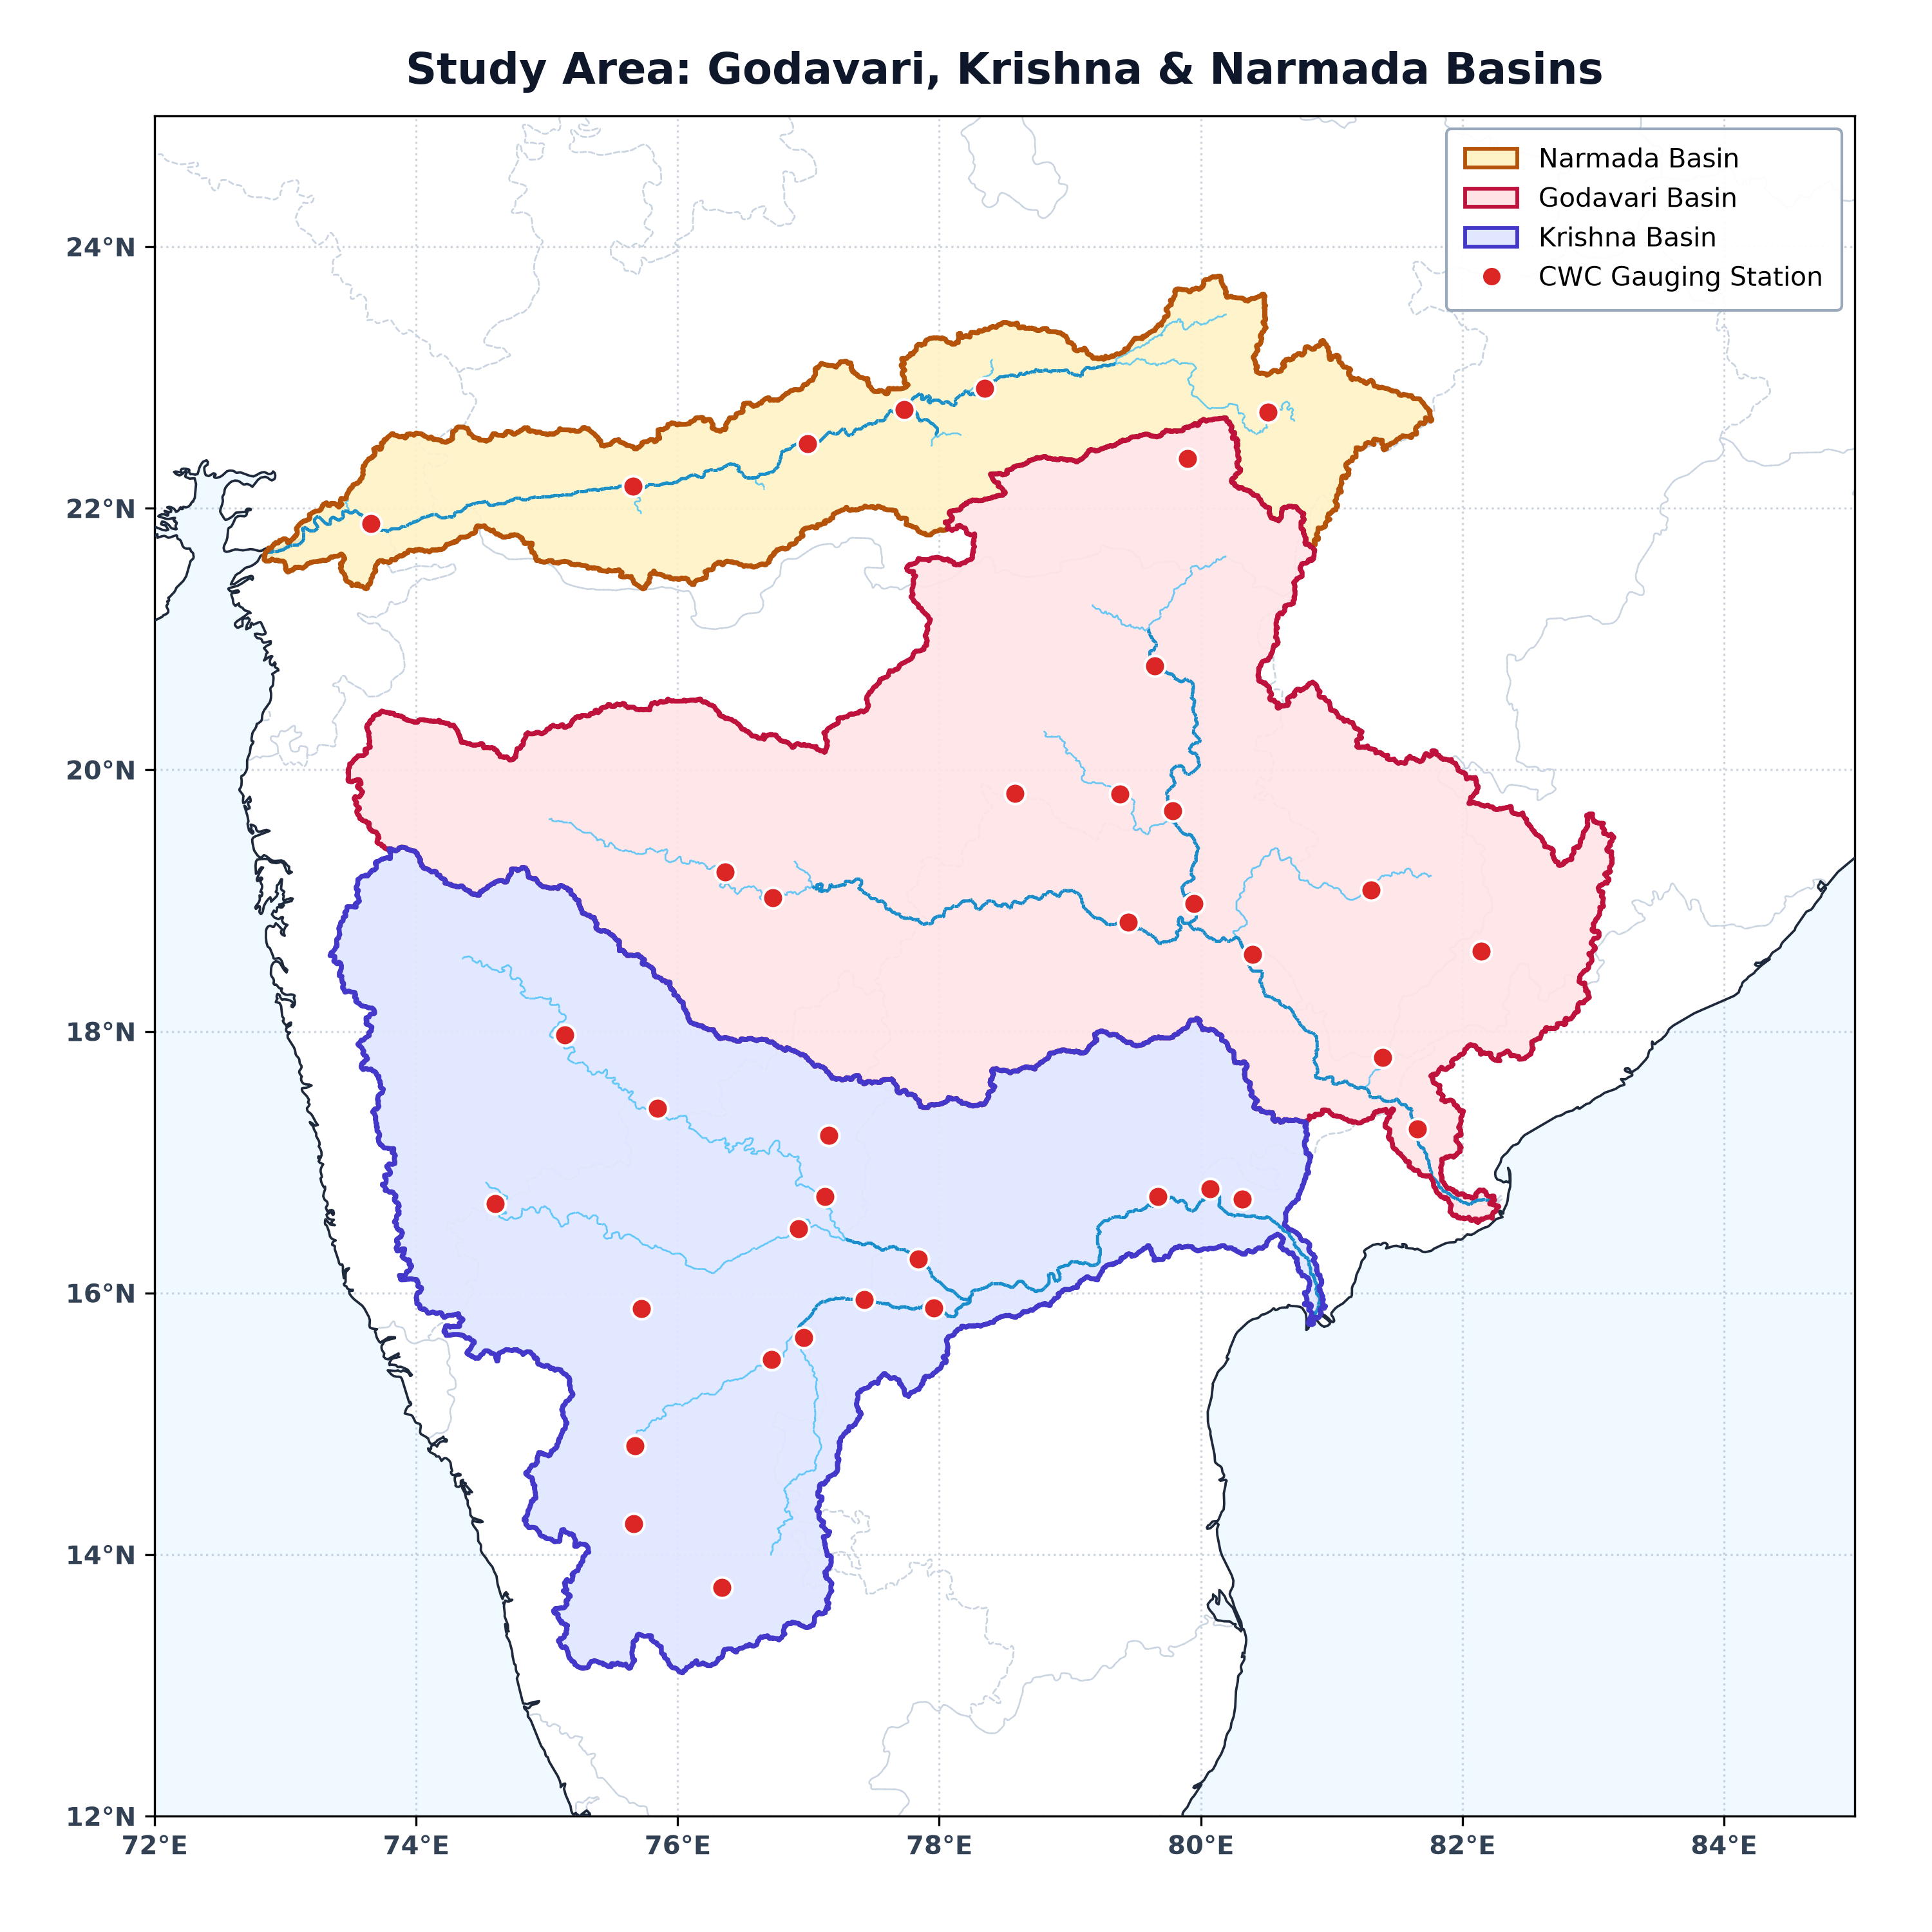 Study Area: Godavari, Krishna & Narmada Basins
Narmada Basin
Godavari Basin
Krishna Basin
CWC Gauging Station
24°N
22°N
20°N
18°N
16°N
14°N
12°N
72°E 74°E 76°E 78°E 80°E 82°E 84°E